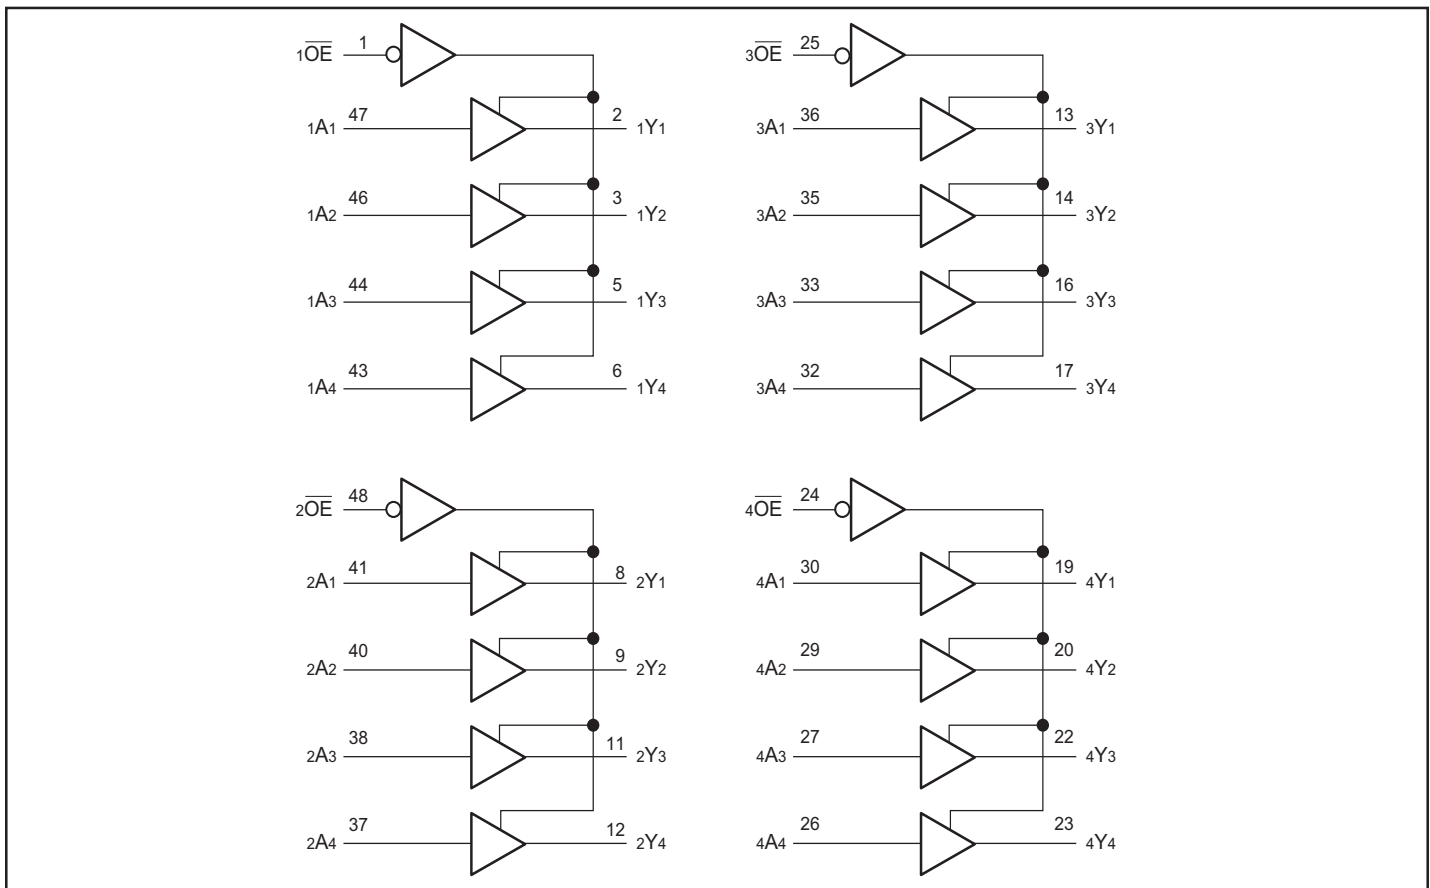 1OE 1
1A1 47 2 1Y1
1A2 46 3 1Y2
1A3 44 5 1Y3
1A4 43 6 1Y4
3OE 25
3A1 36 13 3Y1
3A2 35 14 3Y2
3A3 33 16 3Y3
3A4 32 17 3Y4
2OE 48
2A1 41 8 2Y1
2A2 40 9 2Y2
2A3 38 11 2Y3
2A4 37 12 2Y4
4OE 24
4A1 30 19 4Y1
4A2 29 20 4Y2
4A3 27 22 4Y3
4A4 26 23 4Y4